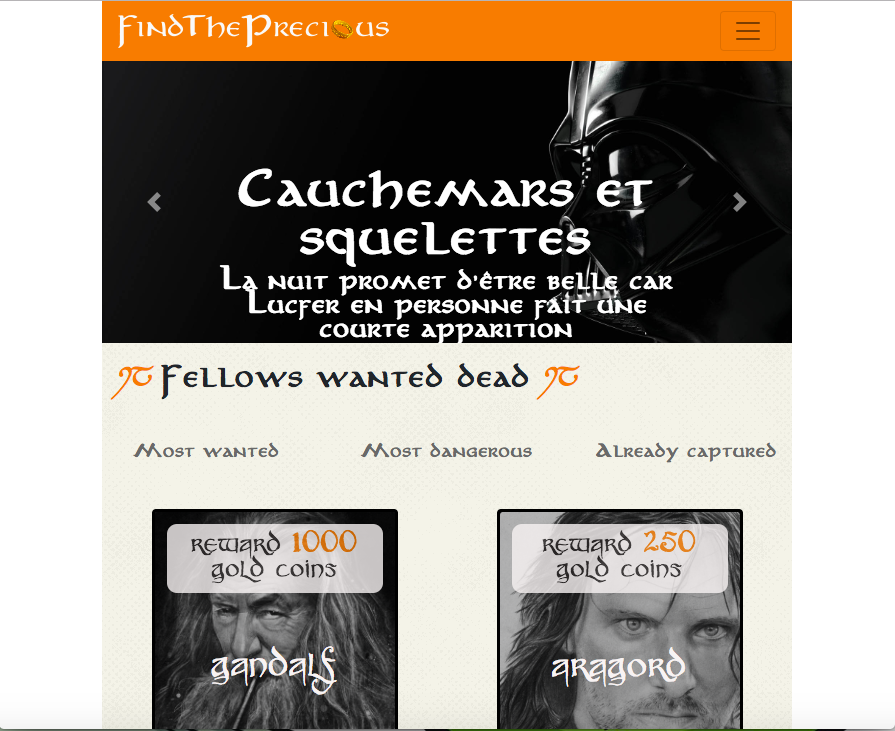 FindThePrecious
Cauchemars et
squelettes
La nuit promet d'être belle car
Lucfer en personne fait une
courte apparition
Fellows wanted dead
Most wanted
Most dangerous
Already captured
reward 1000
gold coins
reward 250
gold coins
gandalf
aragord